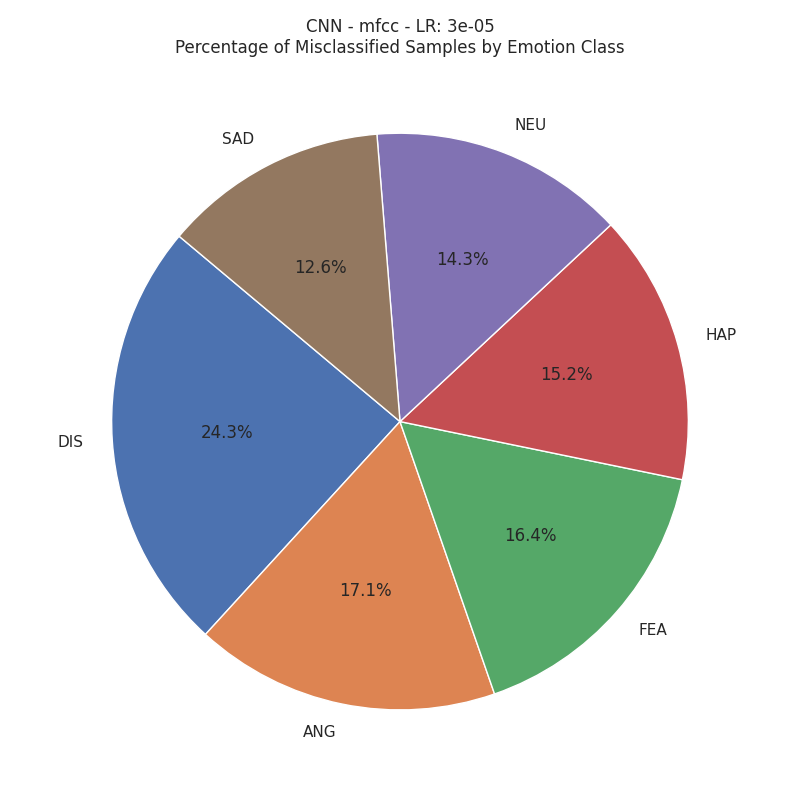 CNN - mfcc - LR: 3e-05
Percentage of Misclassified Samples by Emotion Class
NEU
SAD
14.3%
12.6%
HAP
15.2%
24.3%
DIS
16.4%
17.1%
FEA
ANG